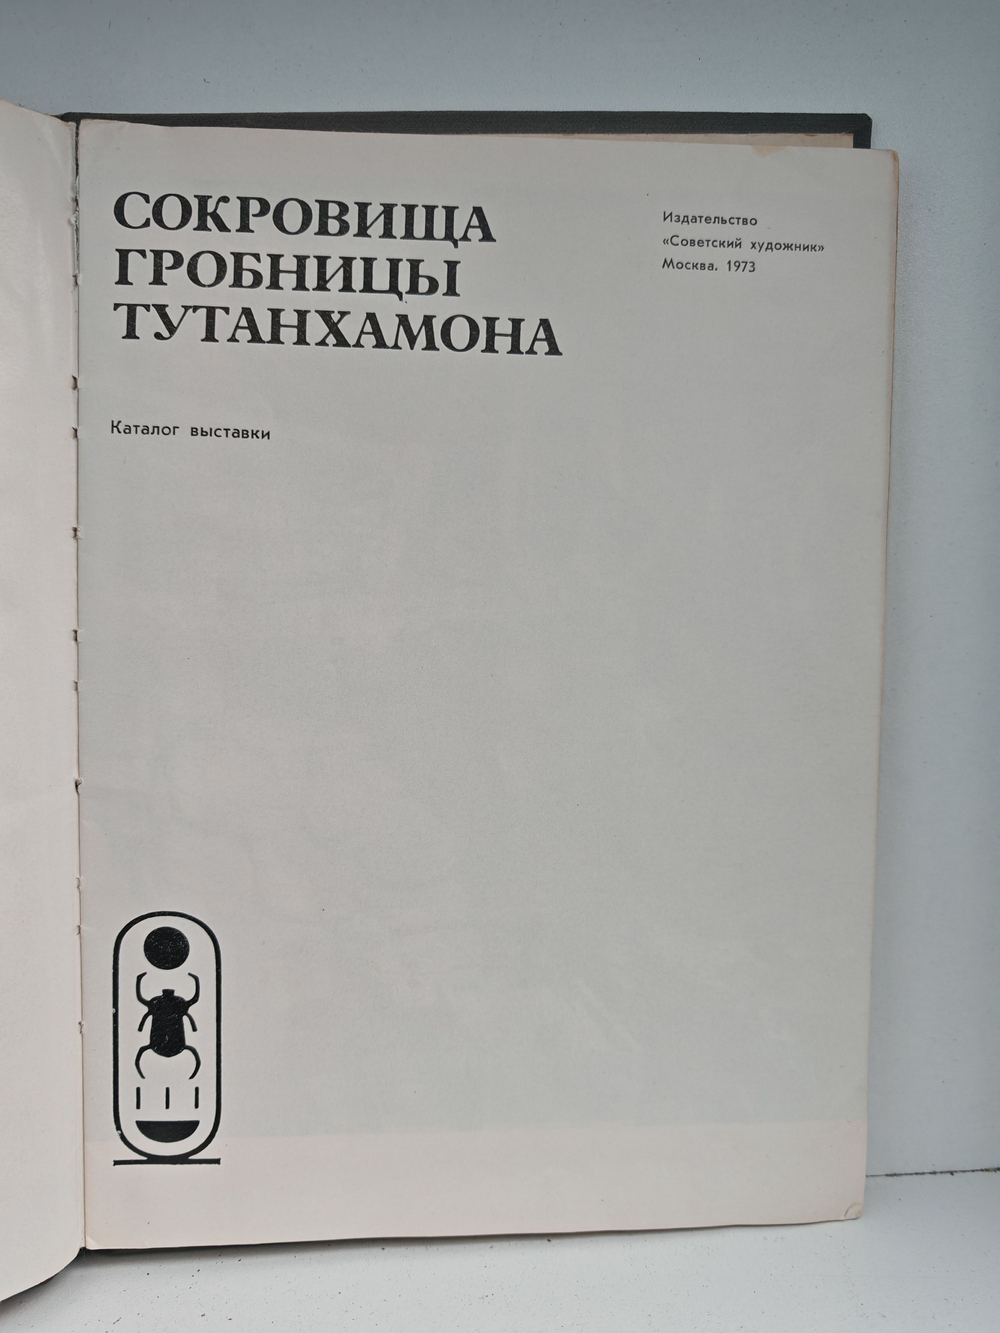 СОКРОВИЩА
ГРОБНИЦЫ
ТУТАНХАМОНА
Издательство
«Советский художник»
Москва. 1973
Каталог выставки